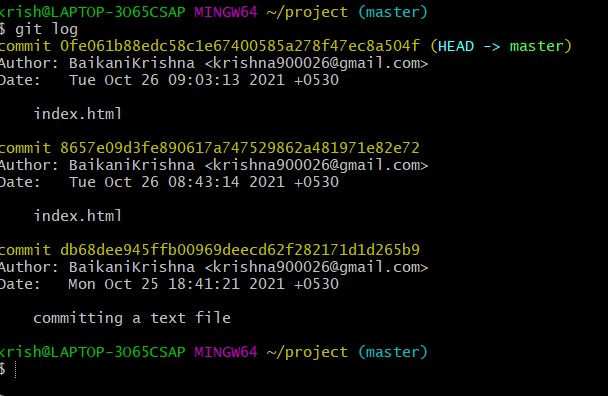 krish@LAPTOP-3O65CSAP MINGW64 ~/project (master)
$ git log
commit 0fe061b88edc58c1e67400585a278f47ec8a504f (HEAD -> master)
Author: BaikaniKrishna <krishna900026@gmail.com>
Date:   Tue Oct 26 09:03:13 2021 +0530

    index.html

commit 8657e09d3fe890617a747529862a481971e82e72
Author: BaikaniKrishna <krishna900026@gmail.com>
Date:   Tue Oct 26 08:43:14 2021 +0530

    index.html

commit db68dee945ffb00969deecd62f282171d1d265b9
Author: BaikaniKrishna <krishna900026@gmail.com>
Date:   Mon Oct 25 18:41:21 2021 +0530

    committing a text file

krish@LAPTOP-3O65CSAP MINGW64 ~/project (master)
$